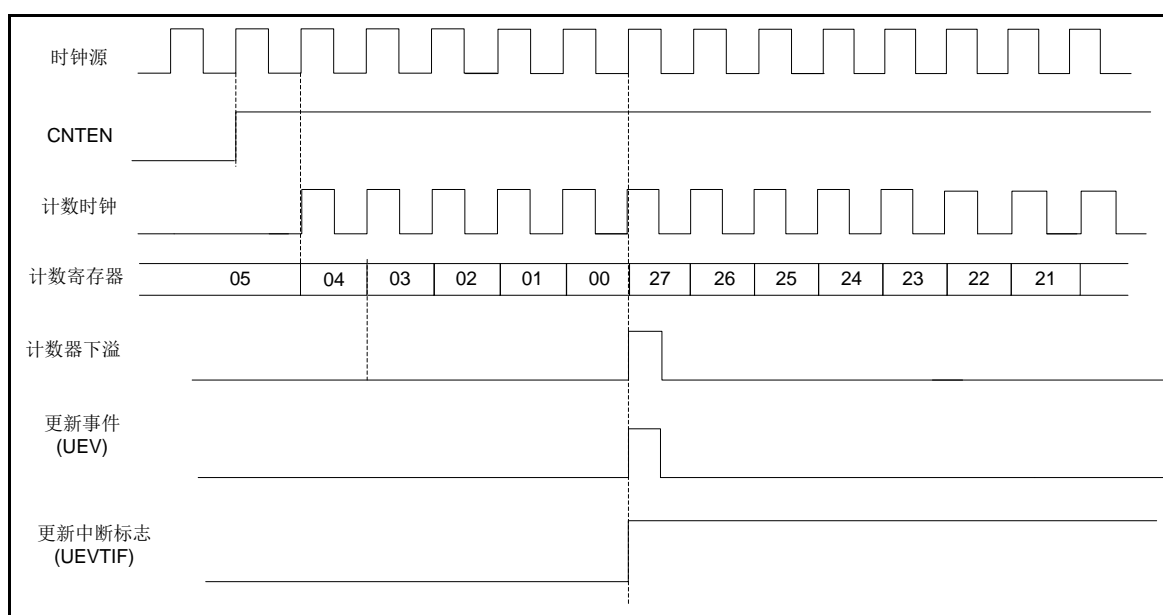 时钟源
CNTEN
计数时钟
计数寄存器 05 04 03 02 01 00 27 26 25 24 23 22 21
计数器下溢
更新事件
(UEV)
更新中断标志
(UEVTIF)